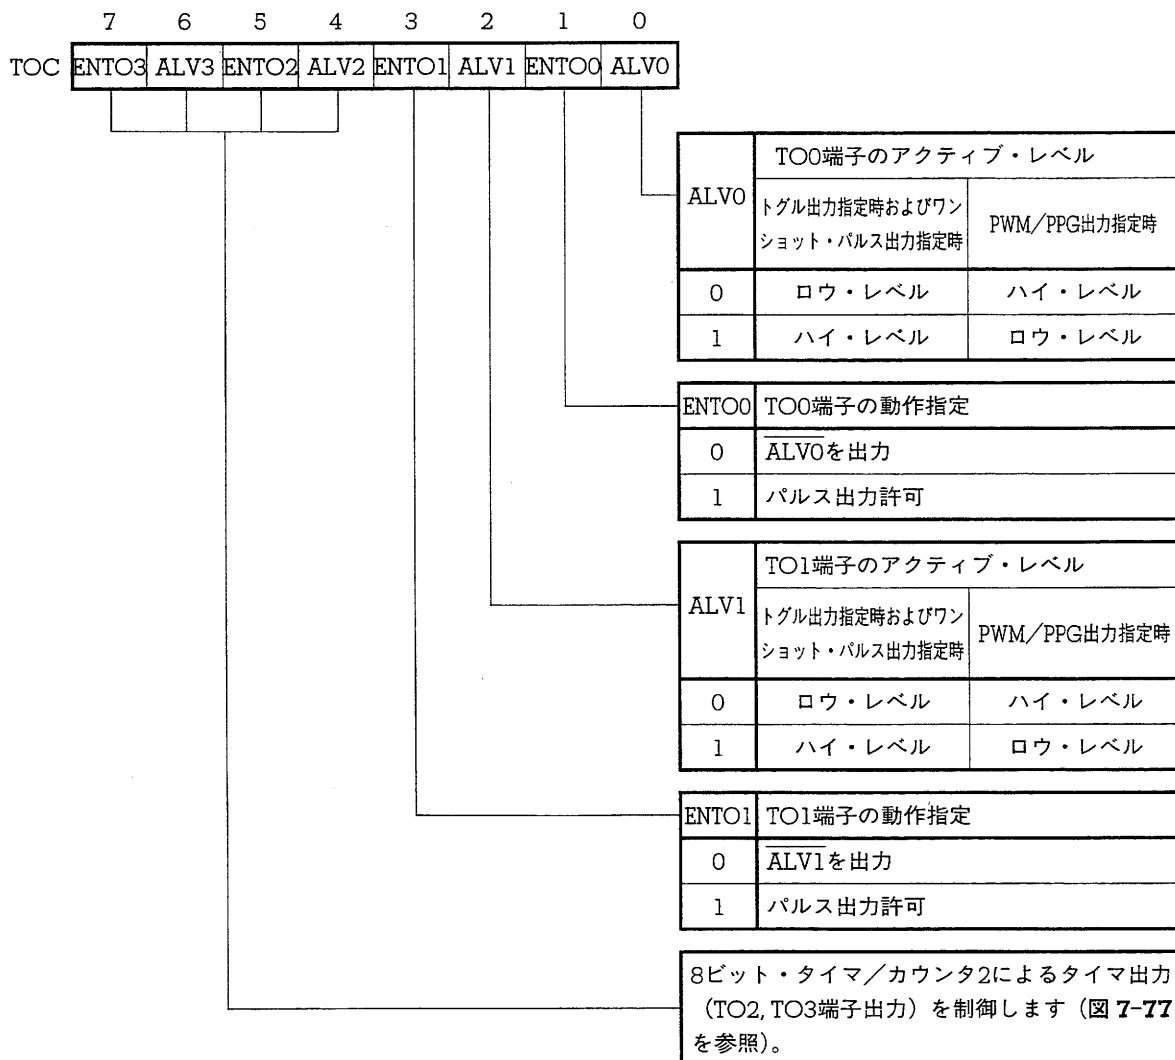 7 6 5 4 3 2 1 0
TOC ENTO3 ALV3 ENTO2 ALV2 ENTO1 ALV1 ENTO0 ALV0
ALV0 TO0端子のアクティブ・レベル
トグル出力指定時およびワン
ショット・パルス出力指定時
PWM/PPG出力指定時
0 ロウ・レベル ハイ・レベル
1 ハイ・レベル ロウ・レベル
ENTO0 TO0端子の動作指定
0 A̅L̅V̅0̅を出力
1 パルス出力許可
ALV1 TO1端子のアクティブ・レベル
トグル出力指定時およびワン
ショット・パルス出力指定時
PWM/PPG出力指定時
0 ロウ・レベル ハイ・レベル
1 ハイ・レベル ロウ・レベル
ENTO1 TO1端子の動作指定
0 A̅L̅V̅1̅を出力
1 パルス出力許可
8ビット・タイマ/カウンタ2によるタイマ出力
(TO2, TO3端子出力)を制御します(図 7-77
を参照)。